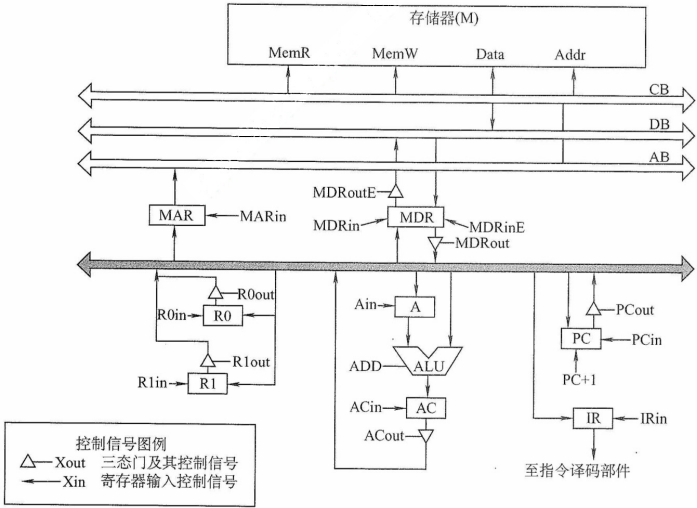 存储器(M)
MemR MemW Data Addr
CB
DB
AB
MDRoutE
MAR MARin MDRin MDR MDRinE
MDRout
R0out
R0in R0
R1out
R1in R1
Ain A
ADD ALU
ACin AC
ACout
PCout
PC PCin
PC+1
IR IRin
至指令译码部件
控制信号图例
Xout 三态门及其控制信号
Xin 寄存器输入控制信号